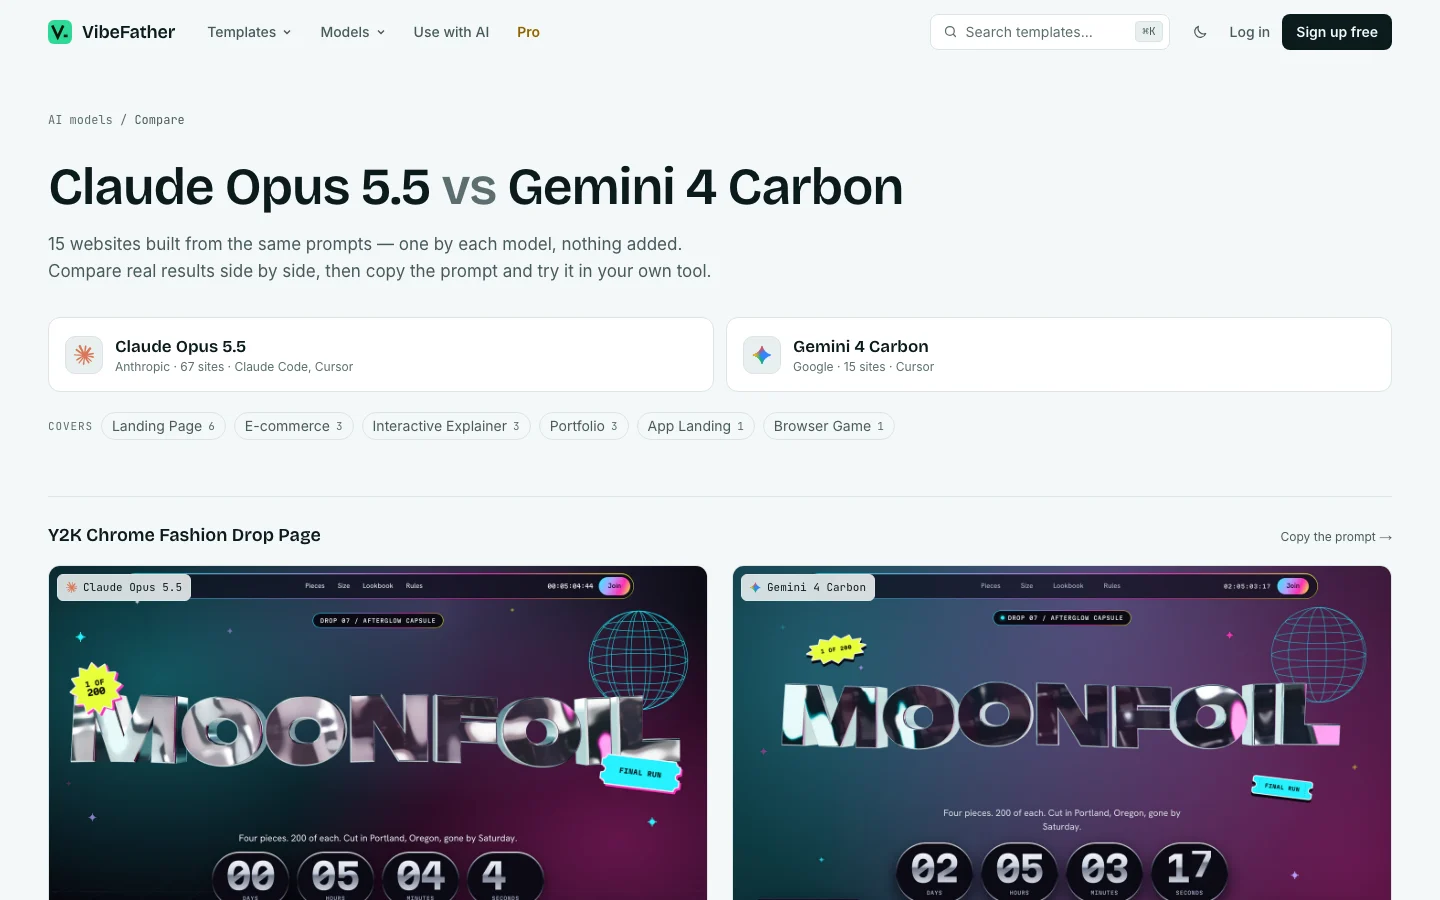 VibeFather
Templates
Models
Use with AI
Pro
Search templates...
⌘K
Log in
Sign up free
AI models / Compare
Claude Opus 5.5 vs Gemini 4 Carbon
15 websites built from the same prompts — one by each model, nothing added.
Compare real results side by side, then copy the prompt and try it in your own tool.
Claude Opus 5.5
Anthropic · 67 sites · Claude Code, Cursor
Gemini 4 Carbon
Google · 15 sites · Cursor
COVERS
Landing Page 6
E-commerce 3
Interactive Explainer 3
Portfolio 3
App Landing 1
Browser Game 1
Y2K Chrome Fashion Drop Page
Copy the prompt →
Claude Opus 5.5
Pieces
Size
Lookbook
Rules
00:05:04:44
Join
DROP 07 / AFTERGLOW CAPSULE
1 OF
200
MOONFOIL
FINAL RUN
Four pieces. 200 of each. Cut in Portland, Oregon, gone by Saturday.
00
05
04
4
DAYS
HOURS
MINUTES
SECONDS
Gemini 4 Carbon
Pieces
Size
Lookbook
Rules
02:05:03:17
Join
DROP 07 / AFTERGLOW CAPSULE
1 OF 200
MOONFOIL
FINAL RUN
Four pieces. 200 of each. Cut in Portland, Oregon, gone by
Saturday.
02
05
03
17
DAYS
HOURS
MINUTES
SECONDS